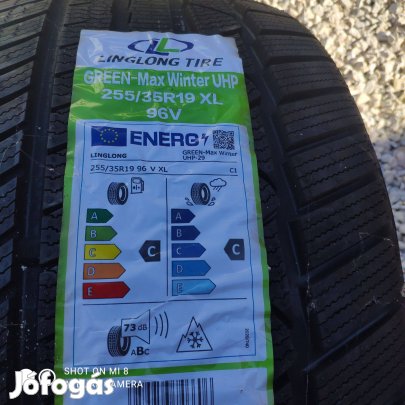 LINGLONG TIRE
GREEN-Max Winter UHP
255/35R19 XL
96V
ENERG
LINGLONG
GREEN-Max Winter UHP-29
255/35R19 96 V XL
C1
A
B
C
D
E
C
A
B
C
D
E
C
73 dB
ABC
SHOT ON MI 8
CAMERA
Jófogás